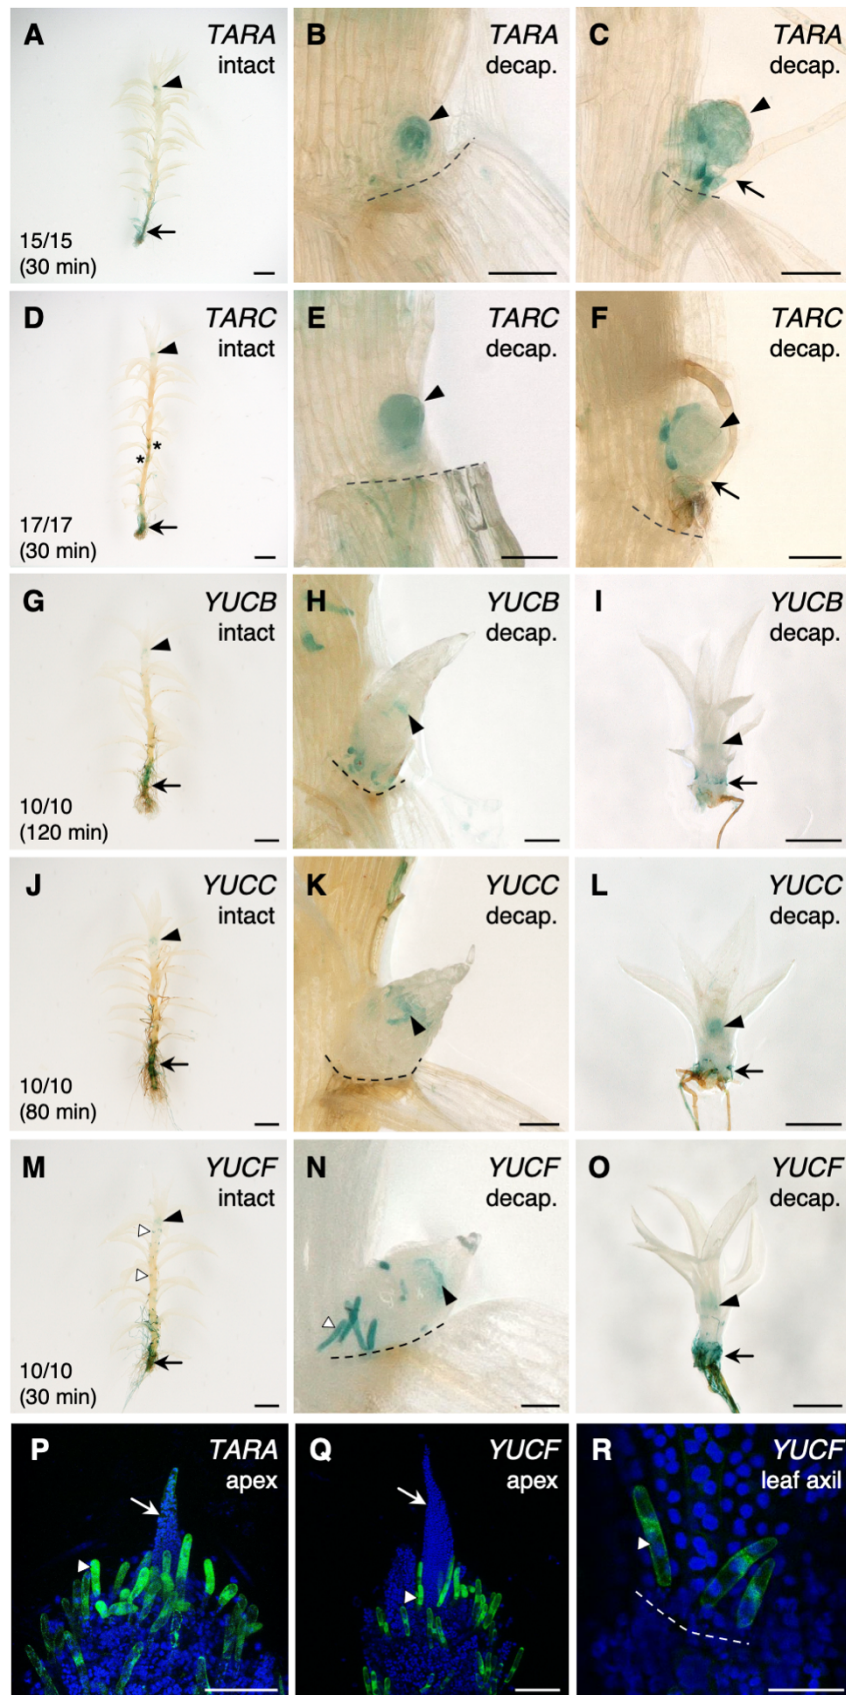 A TARA
intact
15/15
(30 min)
B TARA
decap.
C TARA
decap.
D TARC
intact
*
*
17/17
(30 min)
E TARC
decap.
F TARC
decap.
G YUCB
intact
10/10
(120 min)
H YUCB
decap.
I YUCB
decap.
J YUCC
intact
10/10
(80 min)
K YUCC
decap.
L YUCC
decap.
M YUCF
intact
10/10
(30 min)
N YUCF
decap.
O YUCF
decap.
P TARA
apex
Q YUCF
apex
R YUCF
leaf axil